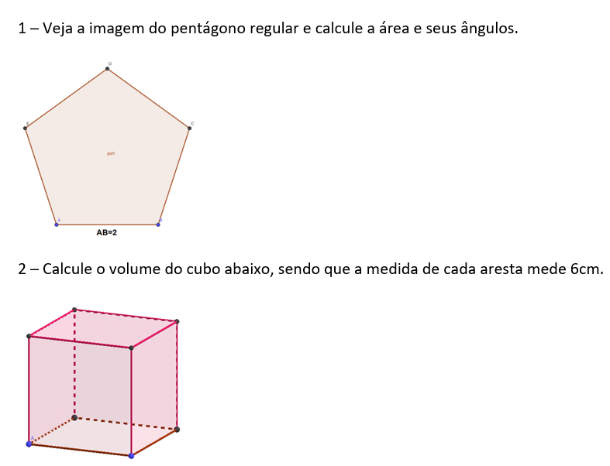 1 – Veja a imagem do pentágono regular e calcule a área e seus ângulos.
D
C
AB=2
2 – Calcule o volume do cubo abaixo, sendo que a medida de cada aresta mede 6cm.